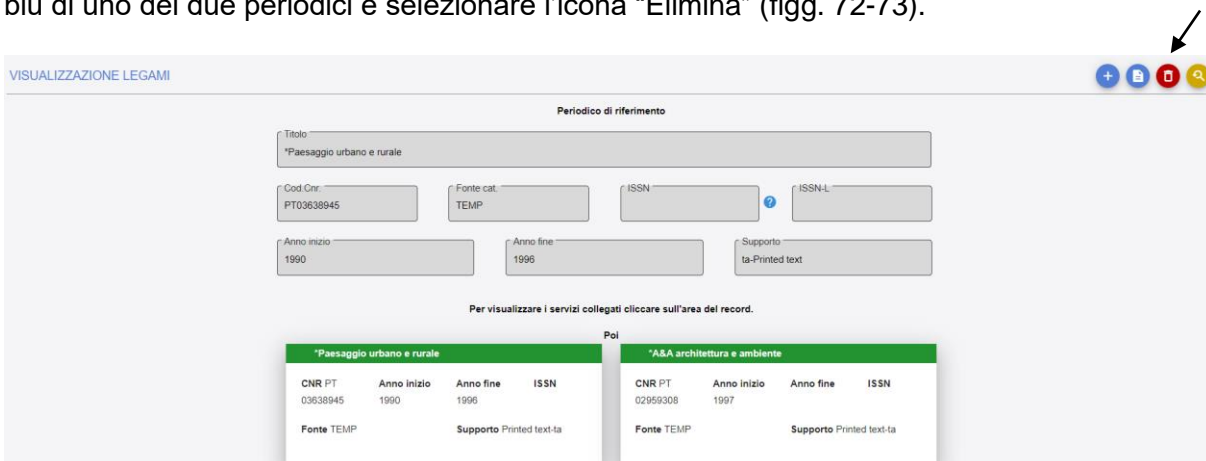 blu di uno dei due periodici e selezionare l'icona "Elimina" (figg. 72-73).
VISUALIZZAZIONE LEGAMI
Periodico di riferimento
Titolo
*Paesaggio urbano e rurale
Cod.Cnr. Fonte cat. ISSN ISSN-L
PT03638945 TEMP ?
Anno inizio Anno fine Supporto
1990 1996 ta-Printed text
Per visualizzare i servizi collegati cliccare sull'area del record.
Poi
*Paesaggio urbano e rurale *A&A architettura e ambiente
CNR PT Anno inizio Anno fine ISSN CNR PT Anno inizio Anno fine ISSN
03638945 1990 1996 02959308 1997
Fonte TEMP Supporto Printed text-ta Fonte TEMP Supporto Printed text-ta